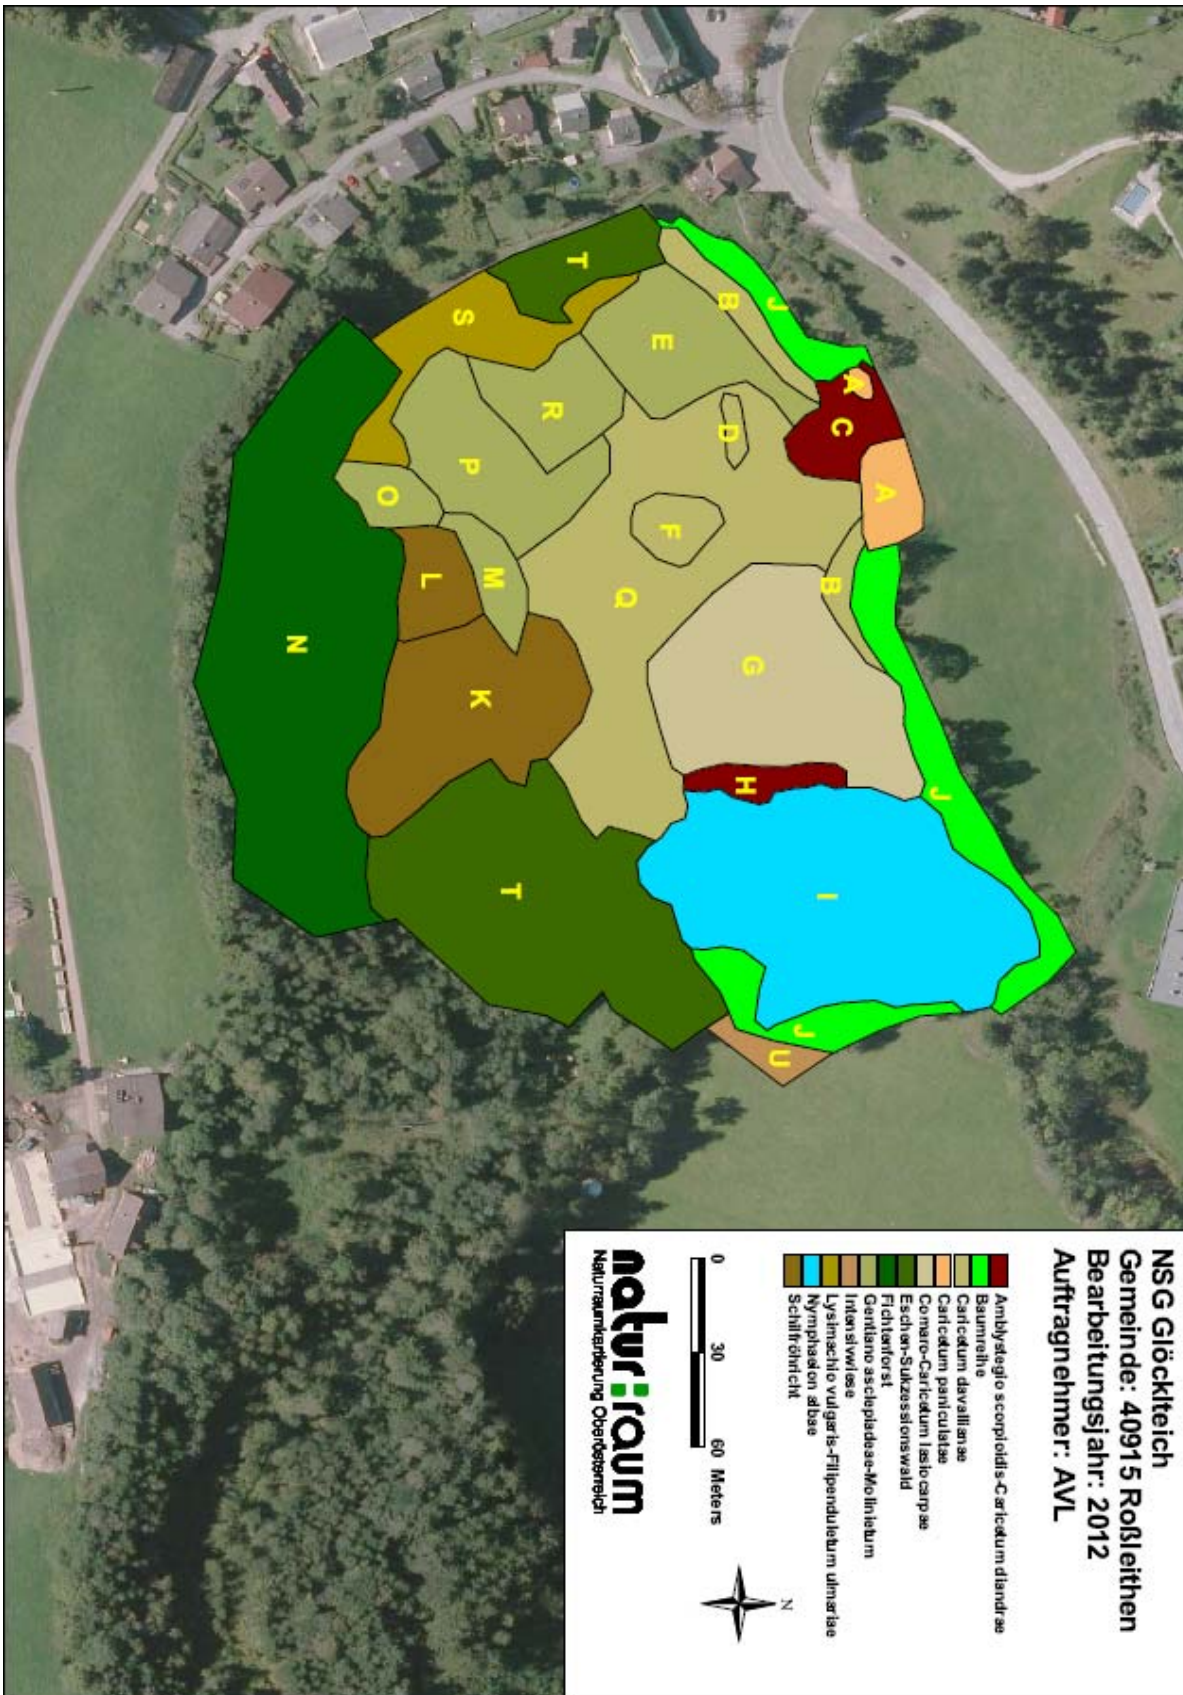 NSG Glöcklteich
Gemeinde: 40915 Roßleithen
Bearbeitungsjahr: 2012
Auftragnehmer: AVL
Amblystegio scorpioidis-Caricetum diandrae
Baumreihe
Caricetum davallianae
Caricetum paniculatae
Comaro-Caricetum lasiocarpae
Eschen-Sukzessionswald
Fichtenforst
Gentiano asclepiadeae-Molinietum
Intensivwiese
Lysimachio vulgaris-Filipenduletum ulmariae
Nymphaeion albae
Schilfröhricht
0 30 60 Meters
N
natur:raum
Naturraumkartierung Oberösterreich
J
J
J
U
A
A
C
B
B
I
G
H
D
E
F
Q
T
T
R
M
K
S
P
L
O
N